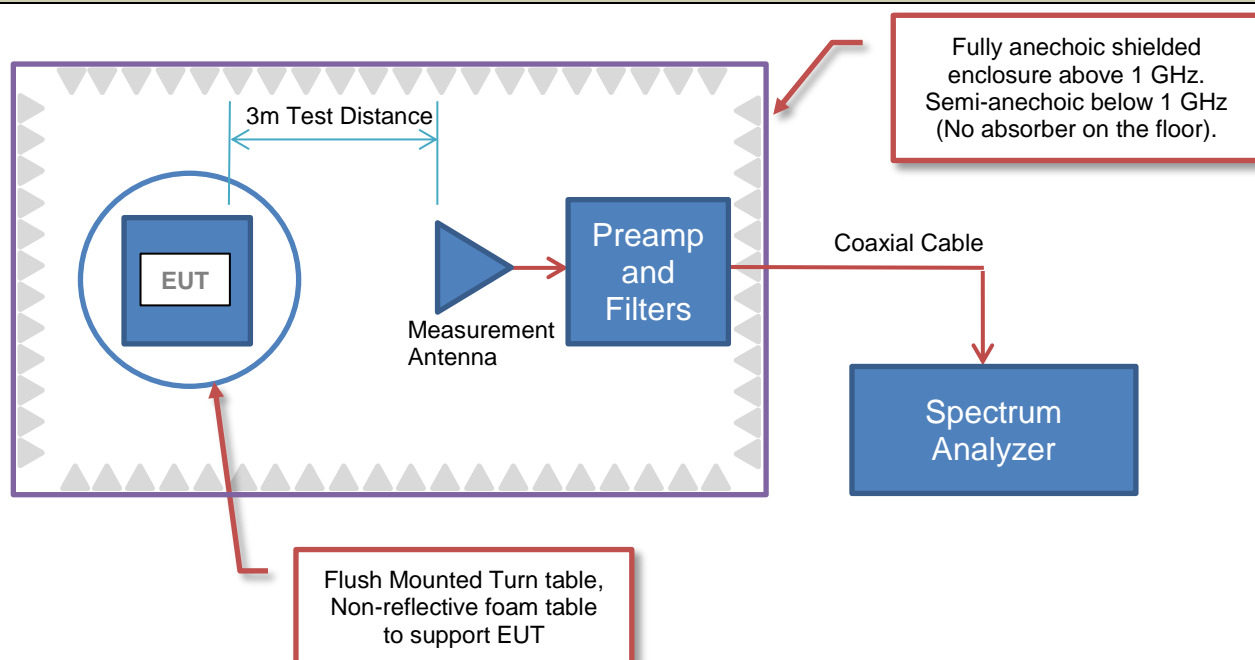 Fully anechoic shielded
enclosure above 1 GHz.
Semi-anechoic below 1 GHz
(No absorber on the floor).
3m Test Distance
EUT
Measurement
Antenna
Preamp
and
Filters
Coaxial Cable
Spectrum
Analyzer
Flush Mounted Turn table,
Non-reflective foam table
to support EUT